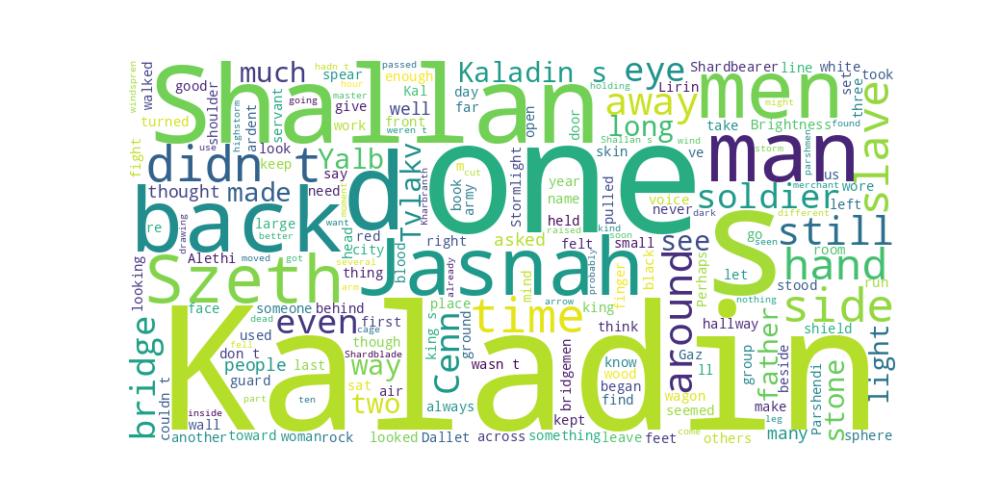 Kaladin
Shallan
one
s
Jasnah
back
man
men
d
Szeth
time
didn t
Kaladin s
eye
away
long
slave
much
Yalb
Tylakv
soldier
still
hand
side
see
around
light
stone
father
bridge
even
way
two
Cenn
thought
made
well
spear
Kal
day
far
enough
passed
hadn t
hour
master
going
give
work
front
weren t
good
walked
windspren
turned
shoulder
highstorm
ardent
servant
use
look
keep
fight
say
need
want
moment
head
red
city
large
better
re
drawing
Alethi
moved
got
looking
thing
several
arm
blood
Kharbranth
m
cut
book
army
stormlight
open
door
year
name
held
pulled
raised
kind
soon
right
asked
felt
small
already
mind
probably
finger
black
arrow
king
place
king s
ground
wasn t
think
know
wood
began
find
bridgemen
kept
always
Shardbearer
line
white
set
three
took
Lirin
take
Brightness
found
might
Shallan s
wind
skin
ve
storm
parshmen
us
merchant
wore
left
voice
never
dark
different
go
seen
room
let
stood
run
Perhaps
nothing
hallway
shield
Gaz
ll
group
beside
wagon
seemed
make
leg
Parshendi
many
sphere
come
others
feet
leave
something
across
Dallet
looked
rock
woman
toward
another
wall
inside
couldn t
face
someone
behind
used
dead
cage
first
though
don t
fell
Shardblade
people
last
guard
sat
air
part
ten
holding